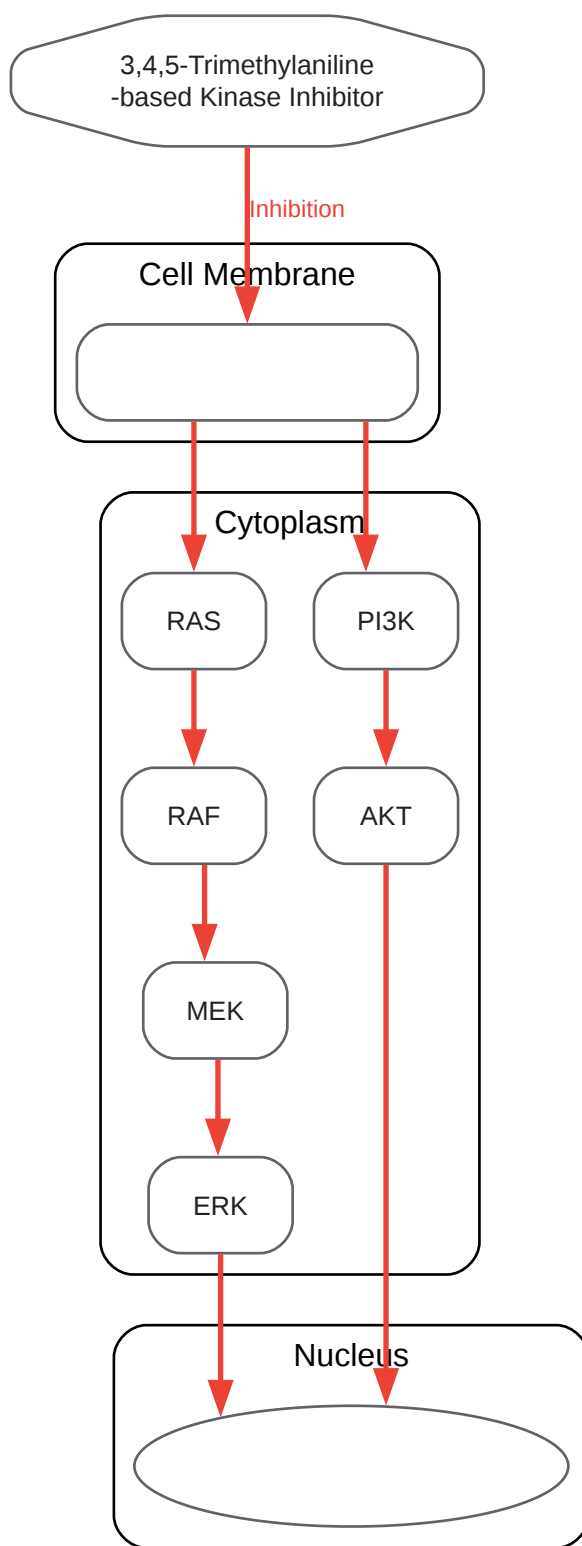 3,4,5-Trimethylaniline
-based Kinase Inhibitor
Inhibition
Cell Membrane
Cytoplasm
RAS
PI3K
RAF
AKT
MEK
ERK
Nucleus